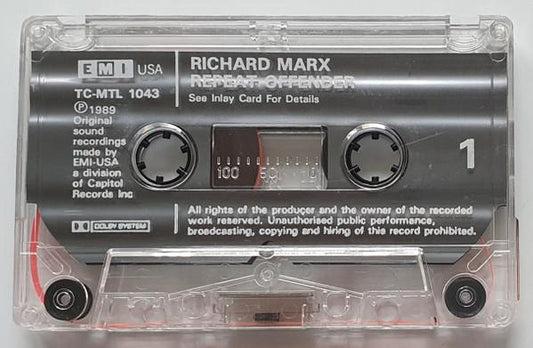 EMI USA
TC-MTL 1043
℗ 1989
Original
sound
recordings
made by
EMI-USA
a division
of Capitol
Records Inc
RICHARD MARX
REPEAT OFFENDER
See Inlay Card For Details
100 50 0
1
DOLBY SYSTEM
All rights of the producer and the owner of the recorded
work reserved. Unauthorised public performance,
broadcasting, copying and hiring of this record prohibited.